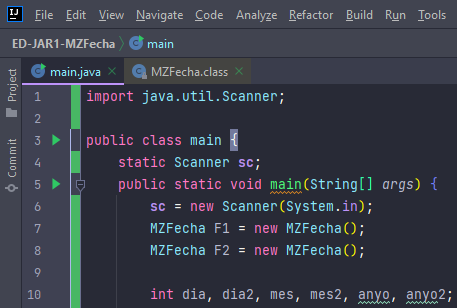 IJ File Edit View Navigate Code Analyze Refactor Build Run Tools
ED-JAR1-MZFecha main
main.java MZFecha.class
Project
Commit
1 import java.util.Scanner;
2
3 public class main {
4 static Scanner sc;
5 public static void main(String[] args) {
6 sc = new Scanner(System.in);
7 MZFecha F1 = new MZFecha();
8 MZFecha F2 = new MZFecha();
9
10 int dia, dia2, mes, mes2, anyo, anyo2;